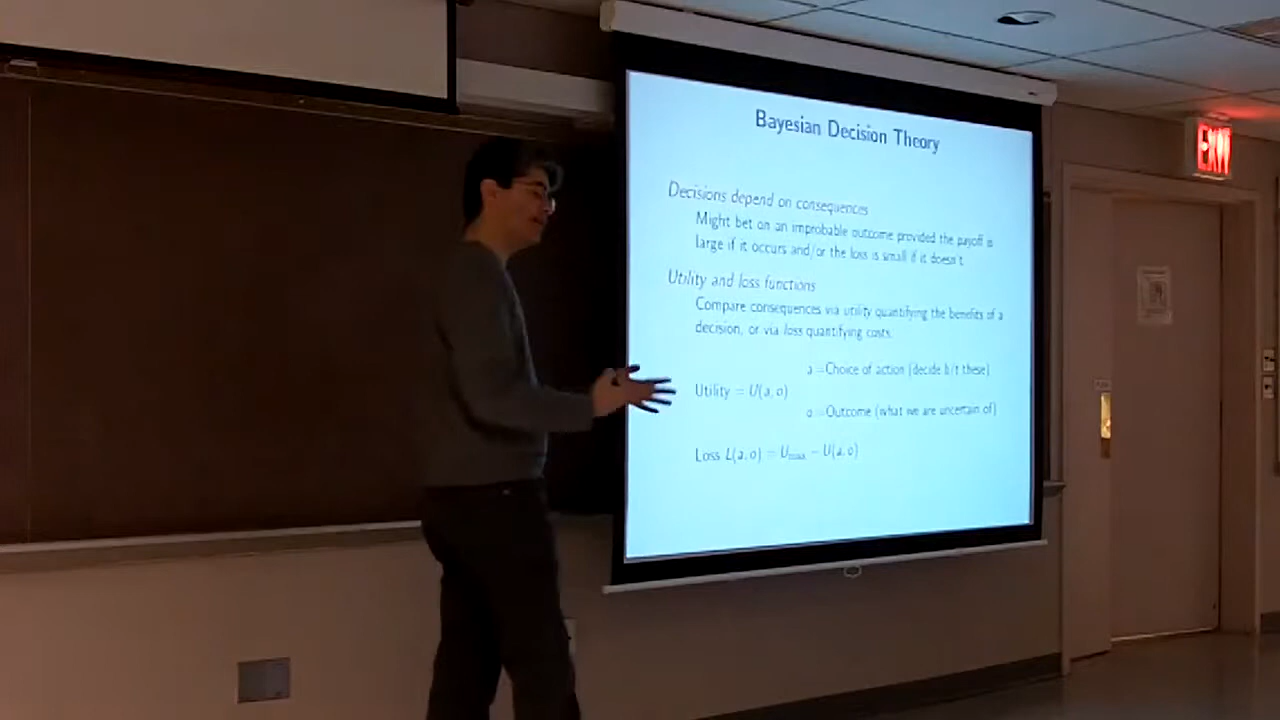 Bayesian Decision Theory
Decisions depend on consequences
Might bet on an improbable outcome provided the payoff is
large if it occurs and/or the loss is small if it doesn't
Utility and loss functions
Compare consequences via utility quantifying the benefits of a
decision, or via loss quantifying costs.
a =Choice of action (decide b/t these)
Utility = U(a, o)
o =Outcome (what we are uncertain of)
Loss L(a, o) = Umax − U(a, o)
EXIT